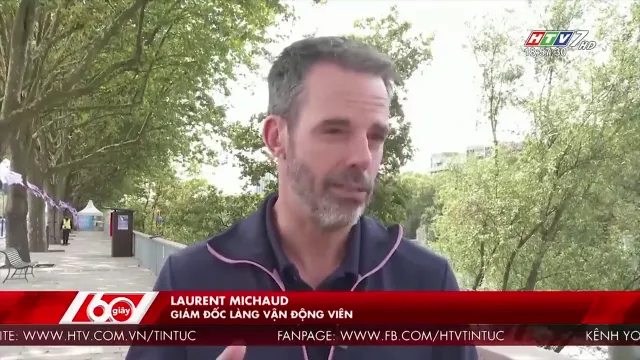 HTV7 HD
LAURENT MICHAUD
60 giây
GIÁM ĐỐC LÀNG VẬN ĐỘNG VIÊN
SITE: WWW.HTV.COM.VN/TINTUC FANPAGE: WWW.FB.COM/HTVTINTUC KÊNH YO